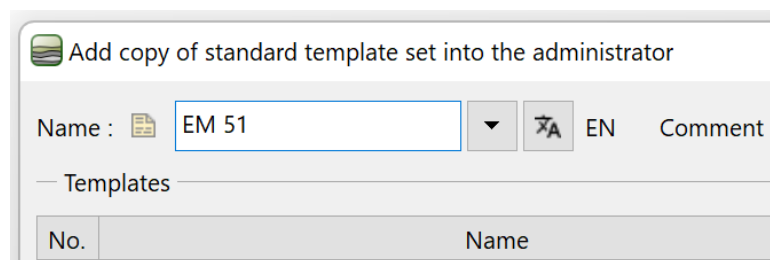 Add copy of standard template set into the administrator
Name : EM 51 EN Comment
Templates
No. Name